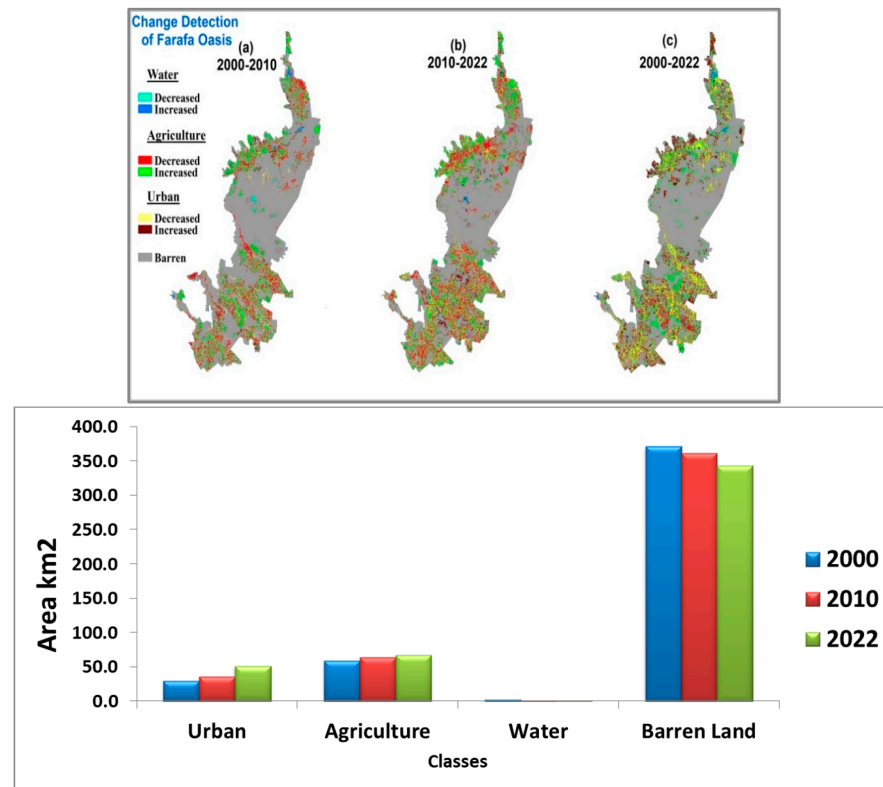 Change Detection
of Farafa Oasis
(a)
2000-2010
(b)
2010-2022
(c)
2000-2022
Water
Decreased
Increased
Agriculture
Decreased
Increased
Urban
Decreased
Increased
Barren
400.0
350.0
300.0
250.0
200.0
150.0
100.0
50.0
0.0
Area km2
Urban
Agriculture
Water
Barren Land
Classes
2000
2010
2022